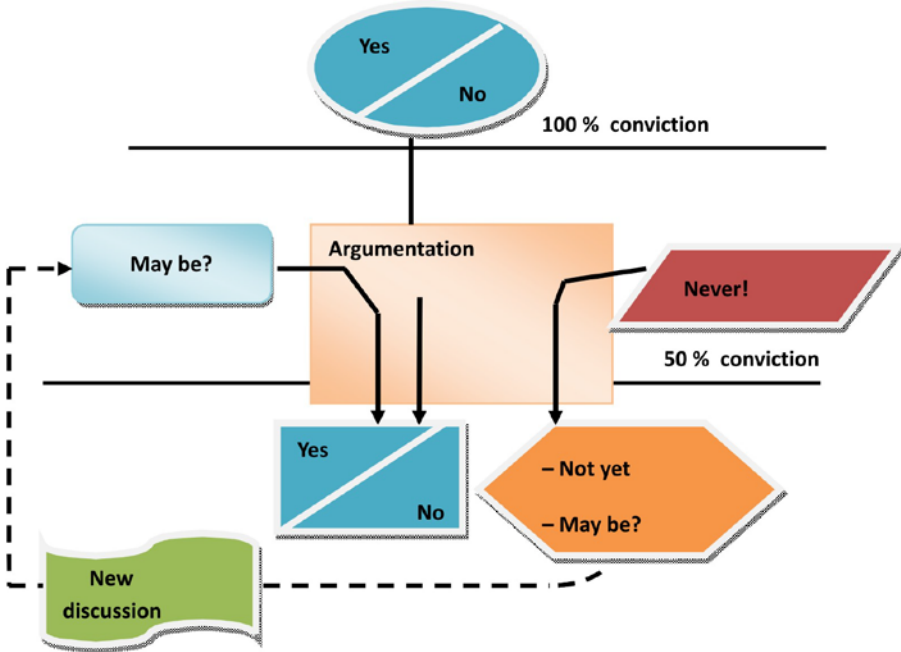 Yes
No
100 % conviction
Argumentation
May be?
Never!
50 % conviction
Yes
No
– Not yet
– May be?
New
discussion